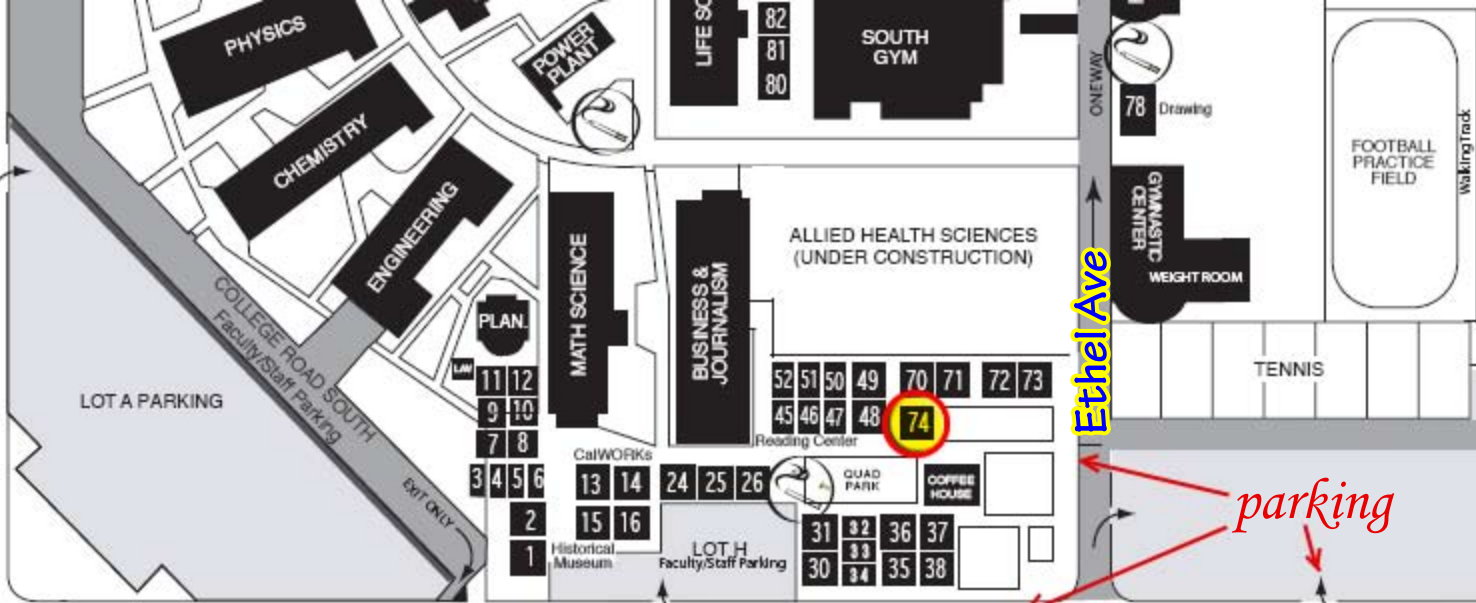 PHYSICS
POWER
PLANT
LIFE SC
82
81
80
SOUTH
GYM
ONEWAY
78 Drawing
FOOTBALL
PRACTICE
FIELD
WalkingTrack
CHEMISTRY
ENGINEERING
MATH SCIENCE
BUSINESS &
JOURNALISM
ALLIED HEALTH SCIENCES
(UNDER CONSTRUCTION)
Ethel Ave
GYMNASTIC
CENTER
WEIGHT ROOM
TENNIS
PLAN.
LAW
11 12
9 10
7 8
3 4 5 6
2
1
COLLEGE ROAD SOUTH
Faculty/Staff Parking
LOT A PARKING
EXIT ONLY
52 51 50 49 70 71 72 73
45 46 47 48 74
Reading Center
CalWORKs
13 14
15 16
Historical
Museum
24 25 26
QUAD
PARK
COFFEE
HOUSE
LOT H
Faculty/Staff Parking
31 32 36 37
33
30 34 35 38
parking